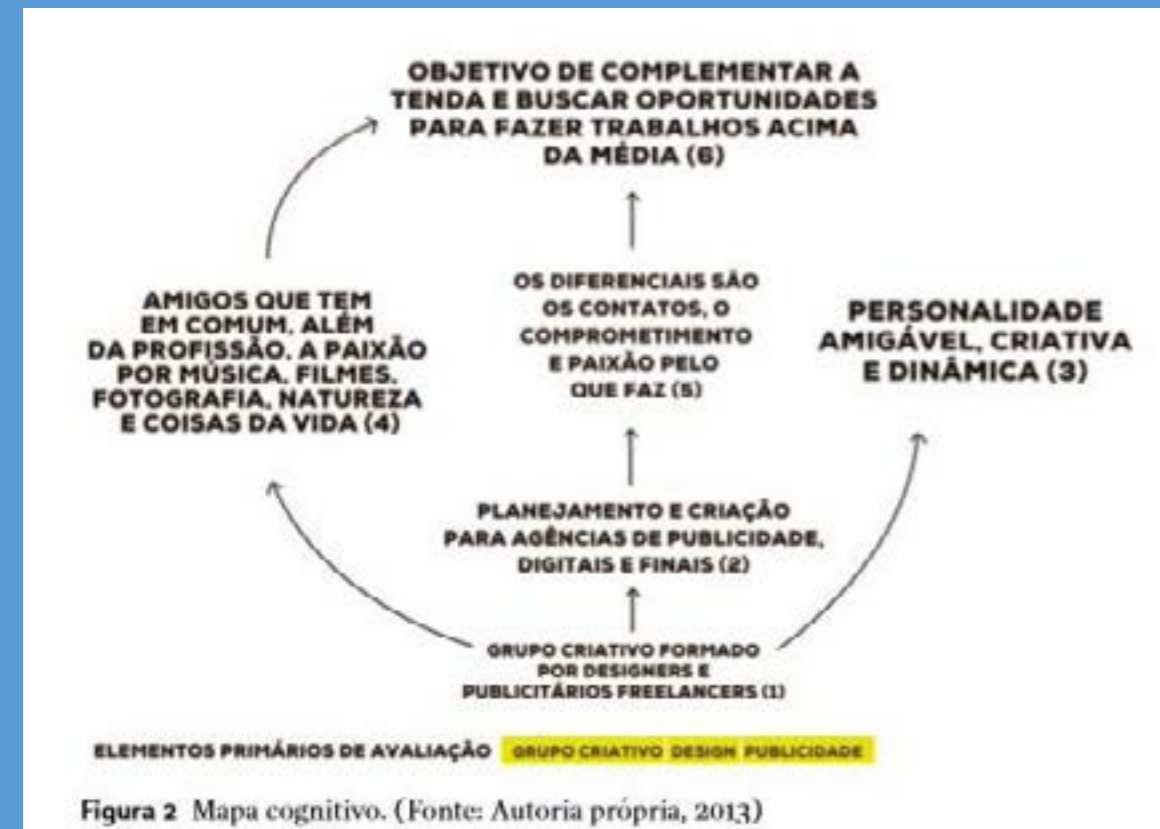 OBJETIVO DE COMPLEMENTAR A
TENDA E BUSCAR OPORTUNIDADES
PARA FAZER TRABALHOS ACIMA
DA MÉDIA (6)
AMIGOS QUE TEM
EM COMUM, ALÉM
DA PROFISSÃO, A PAIXÃO
POR MÚSICA, FILMES,
FOTOGRAFIA, NATUREZA
E COISAS DA VIDA (4)
OS DIFERENCIAIS SÃO
OS CONTATOS, O
COMPROMETIMENTO
E PAIXÃO PELO
QUE FAZ (5)
PERSONALIDADE
AMIGÁVEL, CRIATIVA
E DINÂMICA (3)
PLANEJAMENTO E CRIAÇÃO
PARA AGÊNCIAS DE PUBLICIDADE,
DIGITAIS E FINAIS (2)
GRUPO CRIATIVO FORMADO
POR DESIGNERS E
PUBLICITÁRIOS FREELANCERS (1)
ELEMENTOS PRIMÁRIOS DE AVALIAÇÃO GRUPO CRIATIVO DESIGN PUBLICIDADE
Figura 2 Mapa cognitivo. (Fonte: Autoria própria, 2013)